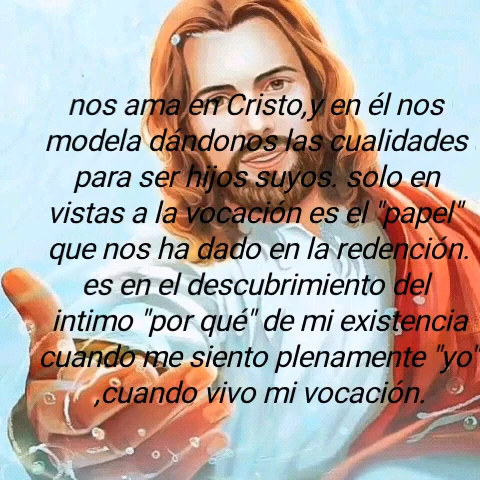 nos ama en Cristo,y en él nos
modela dándonos las cualidades
para ser hijos suyos. solo en
vistas a la vocación es el "papel"
que nos ha dado en la redención.
es en el descubrimiento del
intimo "por qué" de mi existencia
cuando me siento plenamente "yo"
,cuando vivo mi vocación.